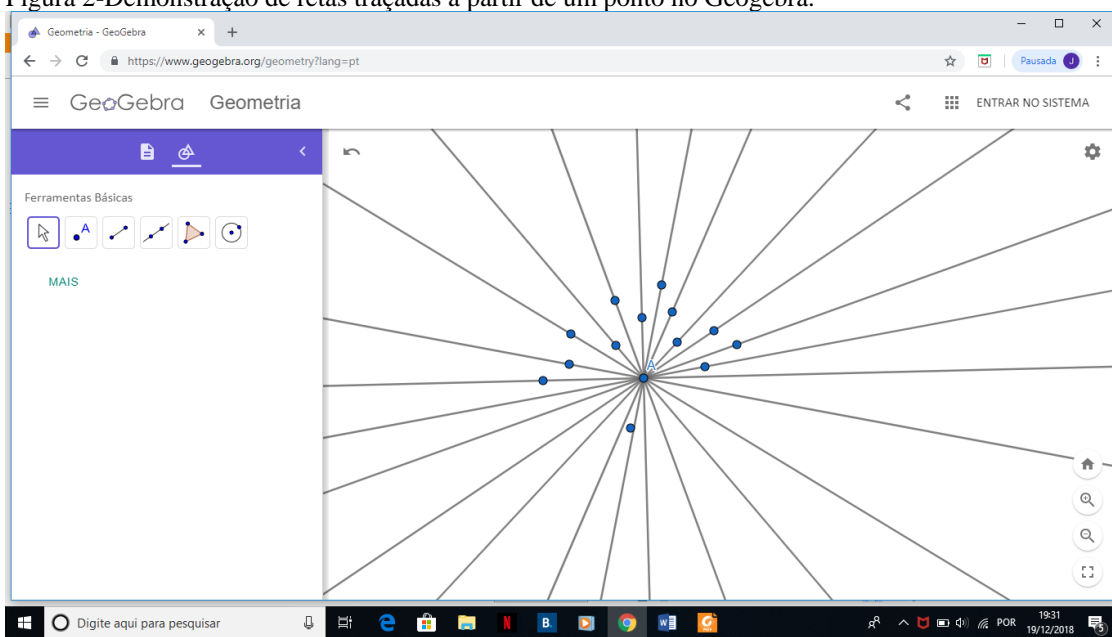 Figura 2-Demonstração de retas traçadas a partir de um ponto no Geogebra.
Geometria - GeoGebra
https://www.geogebra.org/geometry?lang=pt
Pausada J
GeoGebra Geometria
ENTRAR NO SISTEMA
Ferramentas Básicas
A
MAIS
A
Digite aqui para pesquisar
N
B.
POR
19:31
19/12/2018
5